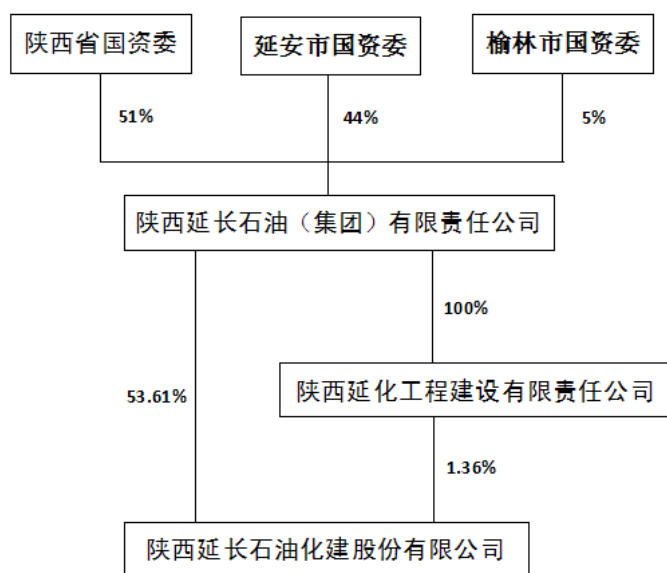 陕西省国资委
延安市国资委
榆林市国资委
51%
44%
5%
陕西延长石油（集团）有限责任公司
100%
陕西延化工程建设有限责任公司
53.61%
1.36%
陕西延长石油化建股份有限公司